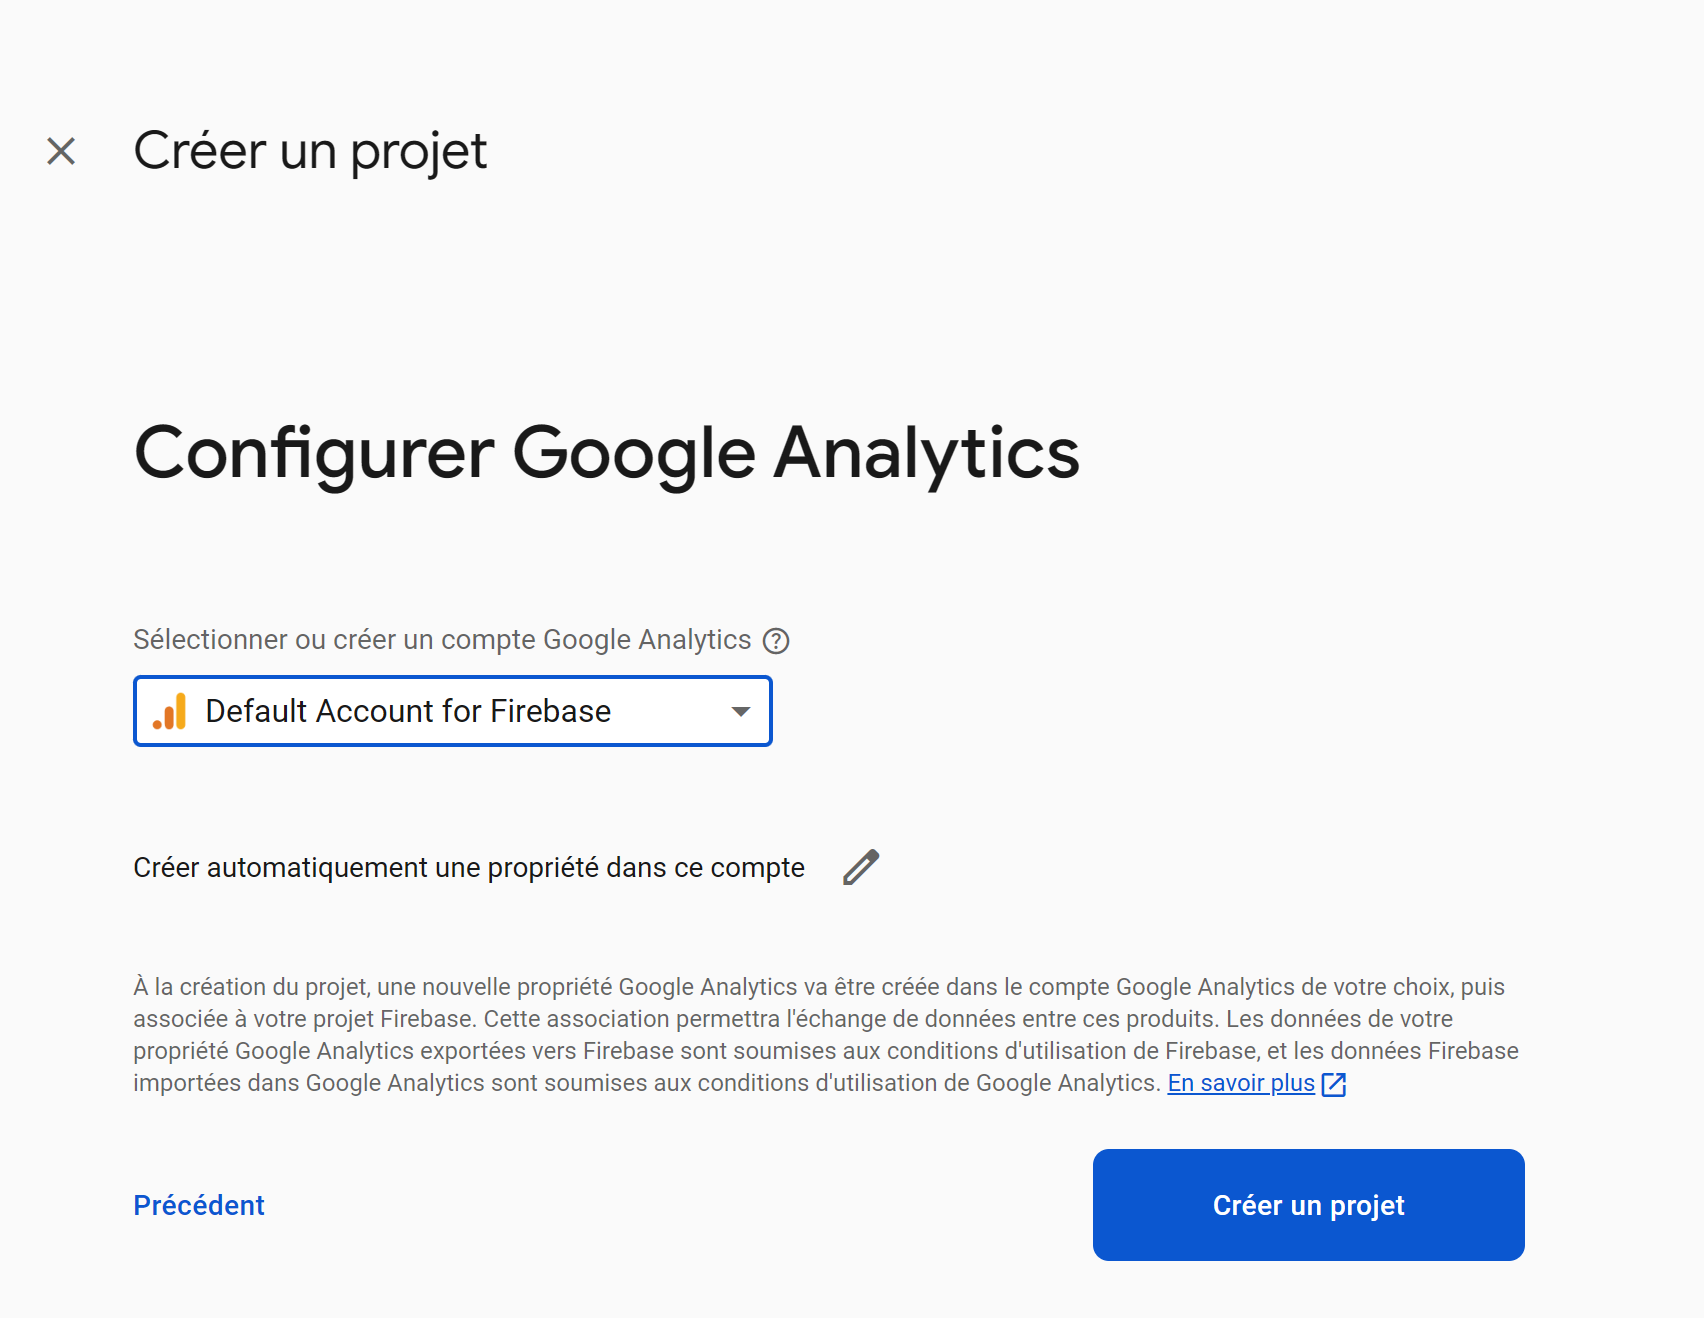 Créer un projet
Configurer Google Analytics
Sélectionner ou créer un compte Google Analytics
Default Account for Firebase
Créer automatiquement une propriété dans ce compte
À la création du projet, une nouvelle propriété Google Analytics va être créée dans le compte Google Analytics de votre choix, puis
associée à votre projet Firebase. Cette association permettra l'échange de données entre ces produits. Les données de votre
propriété Google Analytics exportées vers Firebase sont soumises aux conditions d'utilisation de Firebase, et les données Firebase
importées dans Google Analytics sont soumises aux conditions d'utilisation de Google Analytics. En savoir plus
Précédent
Créer un projet